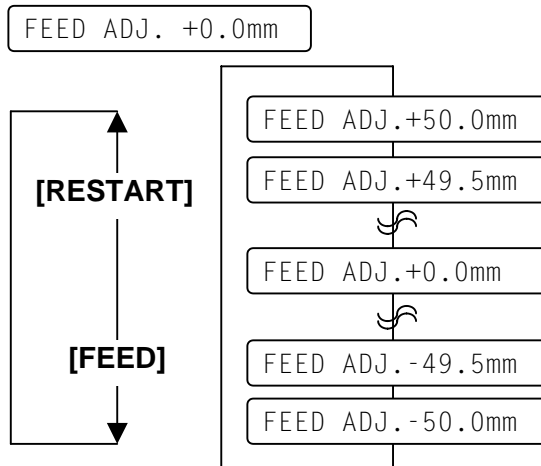 FEED ADJ. +0.0mm
FEED ADJ.+50.0mm
FEED ADJ.+49.5mm
[RESTART]
FEED ADJ.+0.0mm
[FEED]
FEED ADJ.-49.5mm
FEED ADJ.-50.0mm